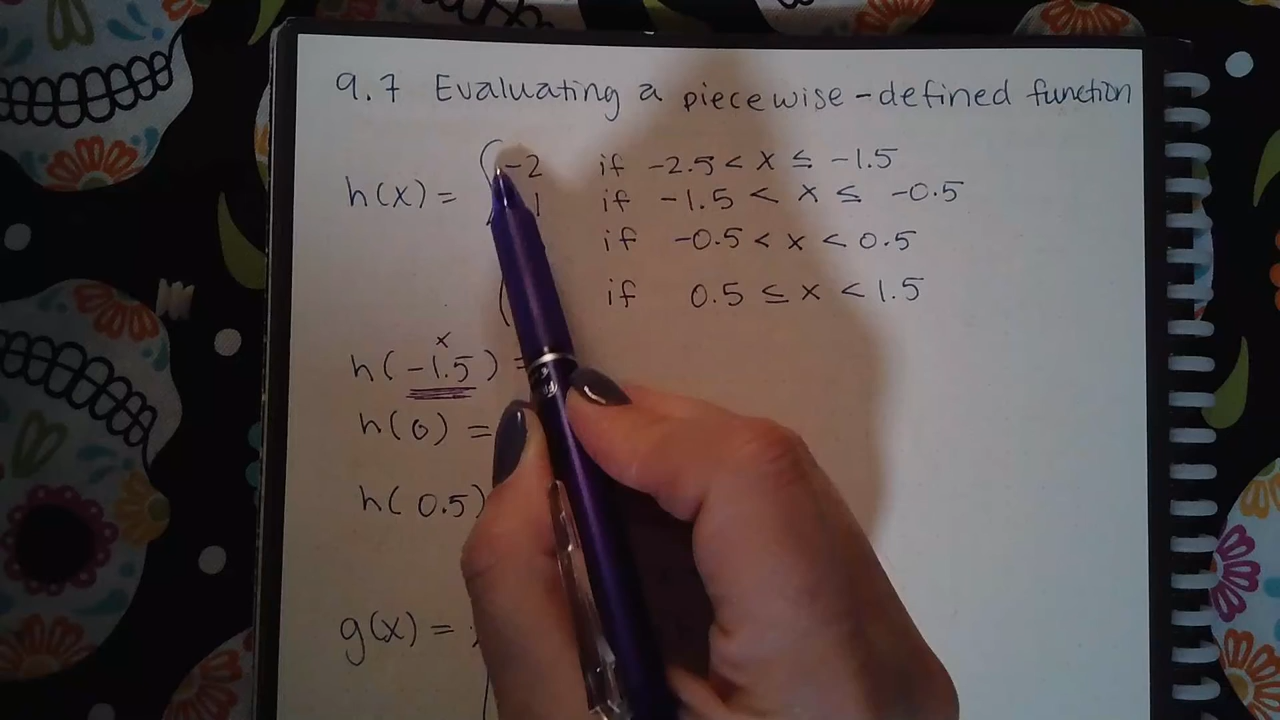 9.7 Evaluating a piecewise-defined function
-2 if -2.5 < x ≤ -1.5
h(x) = 1 if -1.5 < x ≤ -0.5
if -0.5 < x < 0.5
if 0.5 ≤ x < 1.5
x
h(-1.5) =
h(0) =
h(0.5)
g(x) =